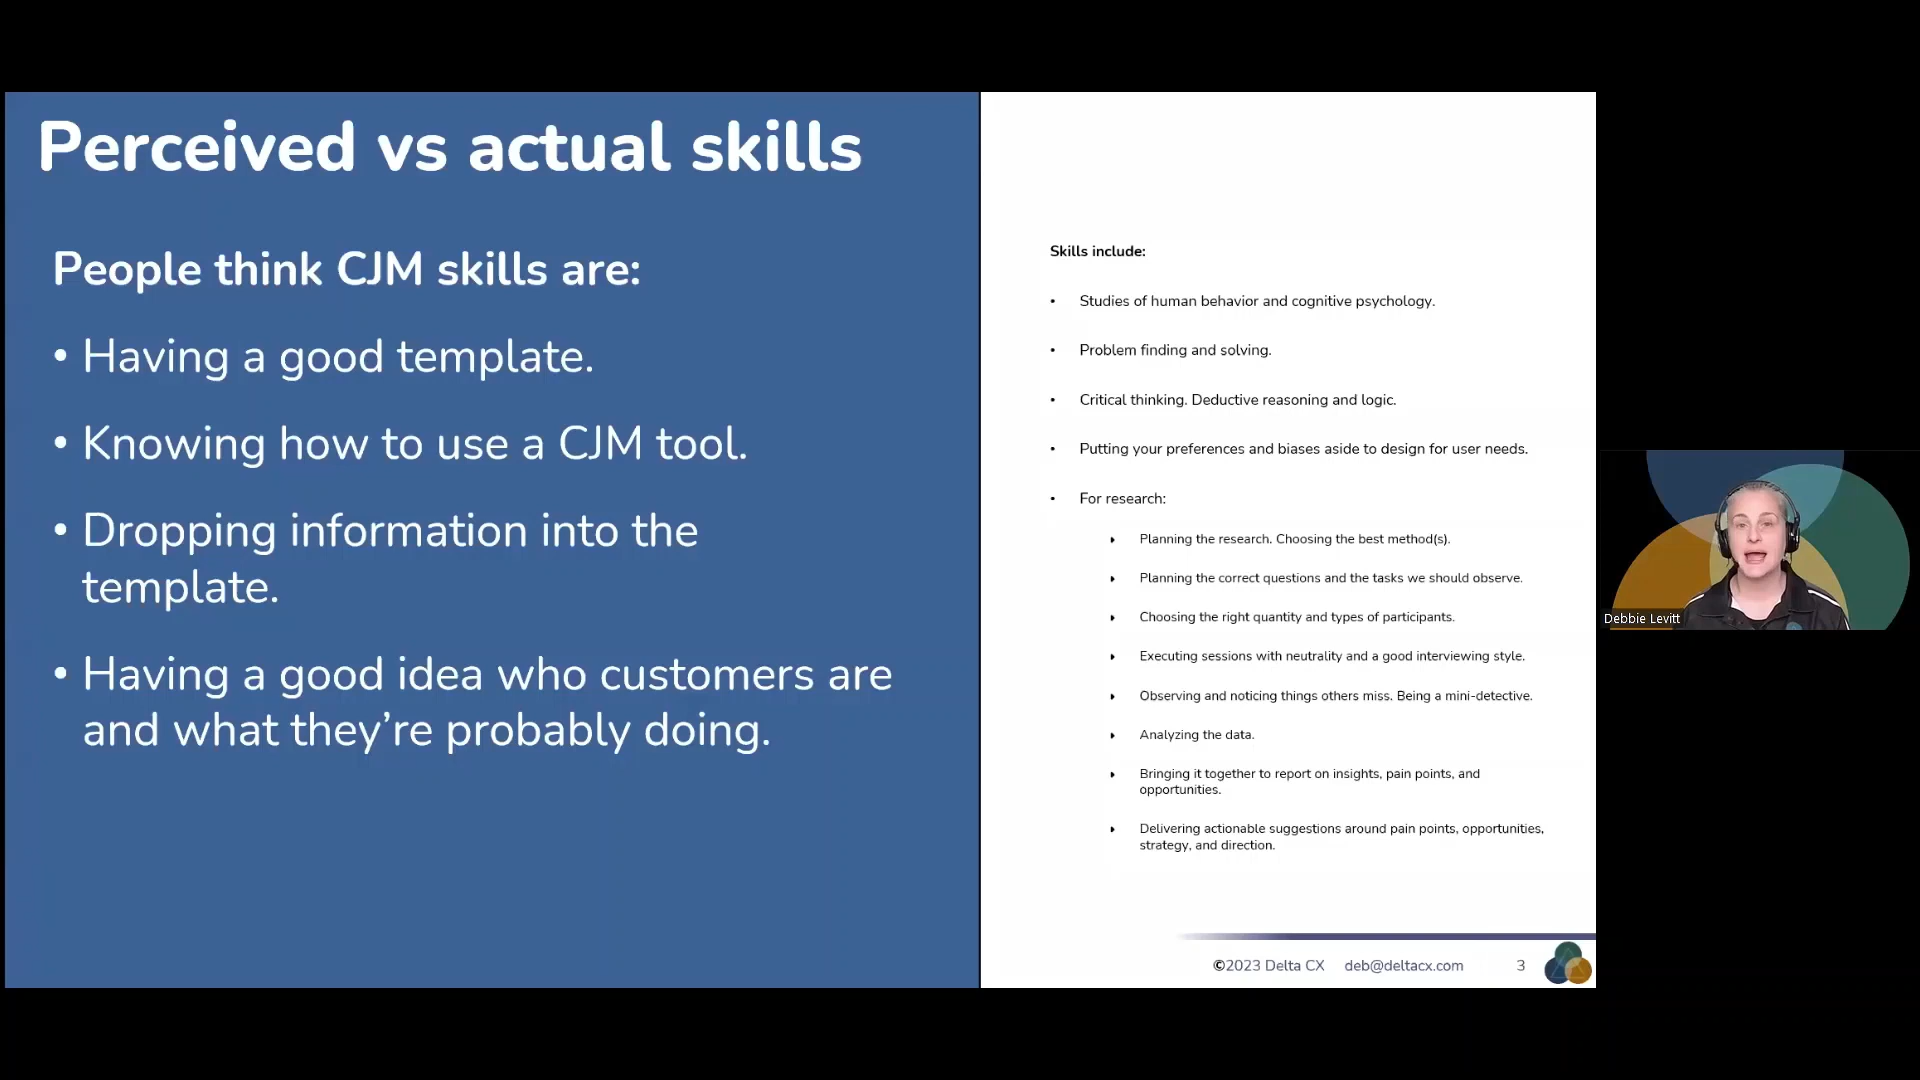 Perceived vs actual skills
People think CJM skills are:
• Having a good template.
• Knowing how to use a CJM tool.
• Dropping information into the
template.
• Having a good idea who customers are
and what they’re probably doing.
Skills include:
• Studies of human behavior and cognitive psychology.
• Problem finding and solving.
• Critical thinking. Deductive reasoning and logic.
• Putting your preferences and biases aside to design for user needs.
• For research:
Planning the research. Choosing the best method(s).
Planning the correct questions and the tasks we should observe.
Choosing the right quantity and types of participants.
Executing sessions with neutrality and a good interviewing style.
Observing and noticing things others miss. Being a mini-detective.
Analyzing the data.
Bringing it together to report on insights, pain points, and
opportunities.
Delivering actionable suggestions around pain points, opportunities,
strategy, and direction.
©2023 Delta CX deb@deltacx.com 3
Debbie Levitt